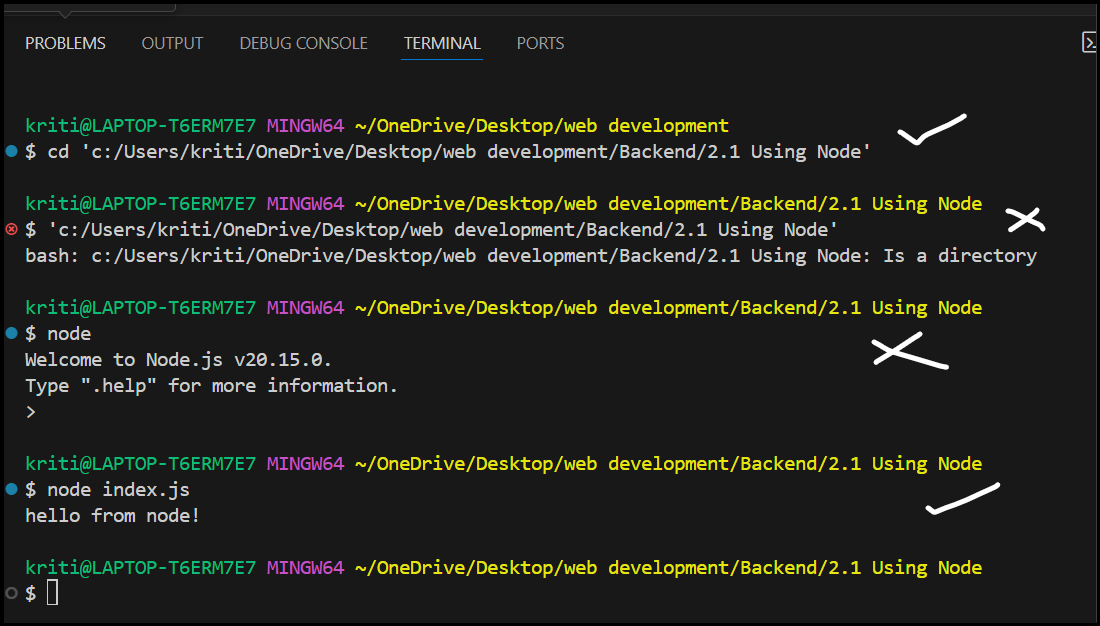 PROBLEMS OUTPUT DEBUG CONSOLE TERMINAL PORTS
kriti@LAPTOP-T6ERM7E7 MINGW64 ~/OneDrive/Desktop/web development
$ cd 'c:/Users/kriti/OneDrive/Desktop/web development/Backend/2.1 Using Node'
kriti@LAPTOP-T6ERM7E7 MINGW64 ~/OneDrive/Desktop/web development/Backend/2.1 Using Node
$ 'c:/Users/kriti/OneDrive/Desktop/web development/Backend/2.1 Using Node'
bash: c:/Users/kriti/OneDrive/Desktop/web development/Backend/2.1 Using Node: Is a directory
kriti@LAPTOP-T6ERM7E7 MINGW64 ~/OneDrive/Desktop/web development/Backend/2.1 Using Node
$ node
Welcome to Node.js v20.15.0.
Type ".help" for more information.
>
kriti@LAPTOP-T6ERM7E7 MINGW64 ~/OneDrive/Desktop/web development/Backend/2.1 Using Node
$ node index.js
hello from node!
kriti@LAPTOP-T6ERM7E7 MINGW64 ~/OneDrive/Desktop/web development/Backend/2.1 Using Node
$